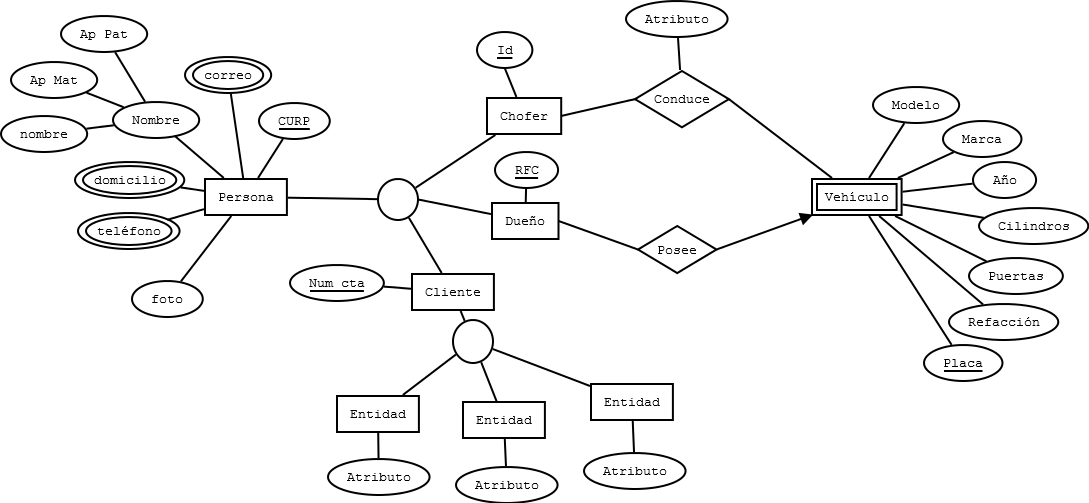 Ap Pat
Atributo
Id
Ap Mat
correo
Conduce
Modelo
nombre
Nombre
CURP
Chofer
Marca
domicilio
Persona
RFC
Vehículo
Año
teléfono
Dueño
Posee
Cilindros
foto
Num cta
Cliente
Puertas
Refacción
Placa
Entidad
Entidad
Entidad
Atributo
Atributo
Atributo